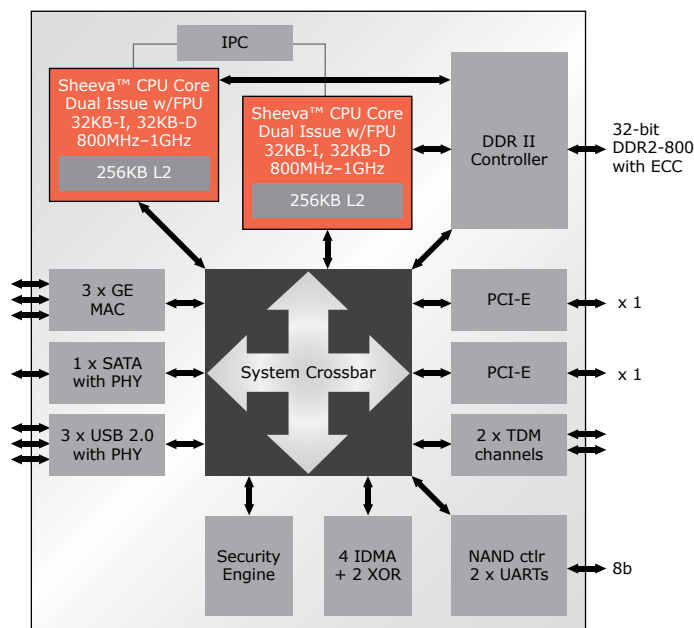 IPC
Sheeva™ CPU Core
Dual Issue w/FPU
32KB-I, 32KB-D
800MHz–1GHz
256KB L2
Sheeva™ CPU Core
Dual Issue w/FPU
32KB-I, 32KB-D
800MHz–1GHz
256KB L2
DDR II
Controller
32-bit
DDR2-800
with ECC
3 x GE
MAC
1 x SATA
with PHY
3 x USB 2.0
with PHY
System Crossbar
PCI-E
x 1
PCI-E
x 1
2 x TDM
channels
Security
Engine
4 IDMA
+ 2 XOR
NAND ctlr
2 x UARTs
8b